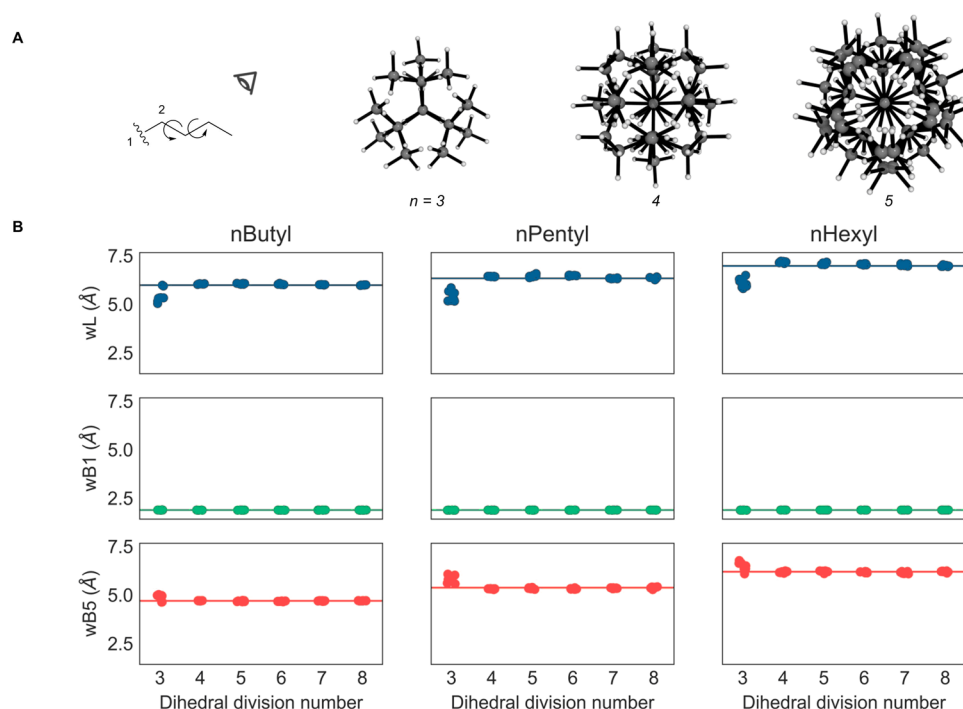 A
2
1
n = 3
4
5
B
nButyl
nPentyl
nHexyl
wL (Å)
7.5
5.0
2.5
wB1 (Å)
7.5
5.0
2.5
wB5 (Å)
7.5
5.0
2.5
3 4 5 6 7 8
3 4 5 6 7 8
3 4 5 6 7 8
Dihedral division number
Dihedral division number
Dihedral division number